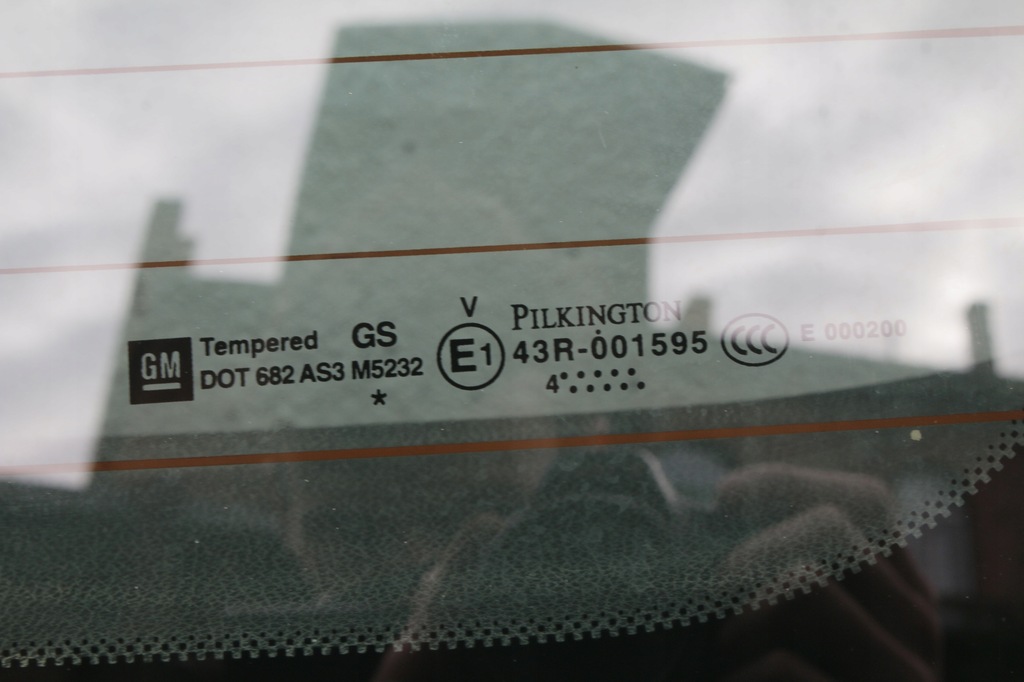 GM
Tempered GS
DOT 682 AS3 M5232
*
V
E1
PILKINGTON
43R-001595
4
CCC
E 000200